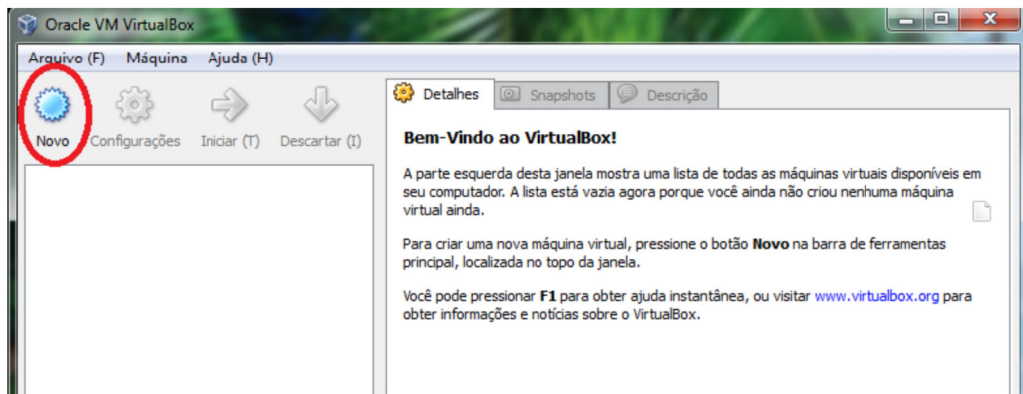 Oracle VM VirtualBox
Arquivo (F) Máquina Ajuda (H)
Novo Configurações Iniciar (T) Descartar (I)
Detalhes Snapshots Descrição
Bem-Vindo ao VirtualBox!
A parte esquerda desta janela mostra uma lista de todas as máquinas virtuais disponíveis em
seu computador. A lista está vazia agora porque você ainda não criou nenhuma máquina
virtual ainda.
Para criar uma nova máquina virtual, pressione o botão Novo na barra de ferramentas
principal, localizada no topo da janela.
Você pode pressionar F1 para obter ajuda instantânea, ou visitar www.virtualbox.org para
obter informações e notícias sobre o VirtualBox.